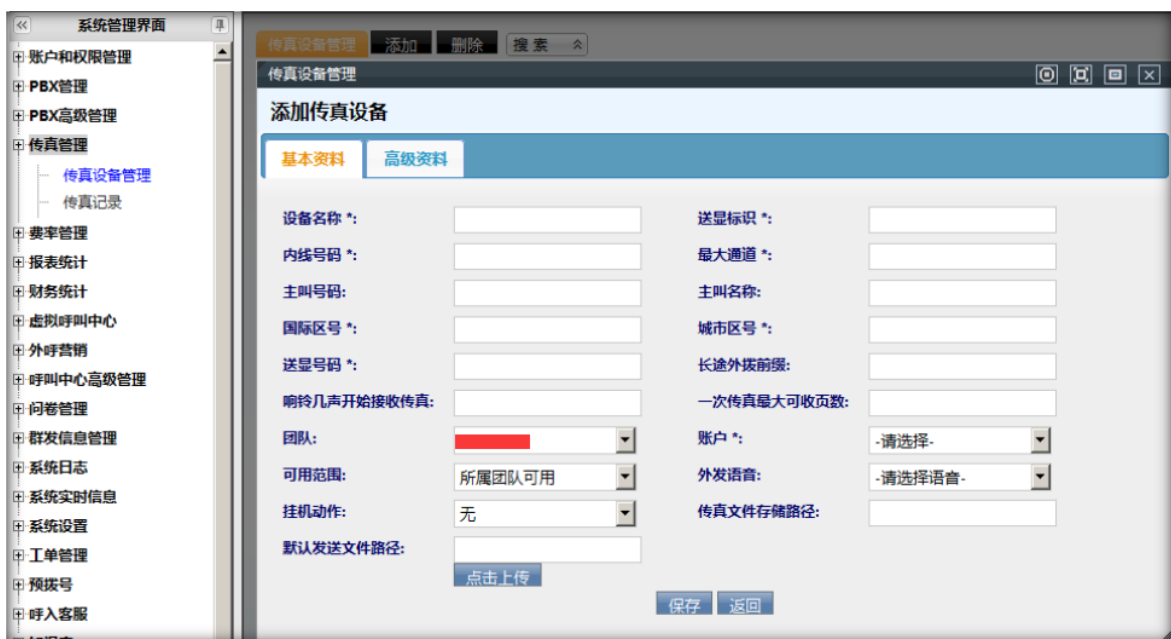 系统管理界面
账户和权限管理
PBX管理
PBX高级管理
传真管理
传真设备管理
传真记录
费率管理
报表统计
财务统计
虚拟呼叫中心
外呼营销
呼叫中心高级管理
问卷管理
群发信息管理
系统日志
系统实时信息
系统设置
工单管理
预拨号
呼入客服
传真设备管理 添加 删除 搜索
传真设备管理
添加传真设备
基本资料 高级资料
设备名称 *: 送显标识 *:
内线号码 *: 最大通道 *:
主叫号码: 主叫名称:
国际区号 *: 城市区号 *:
送显号码 *: 长途外拨前缀:
响铃几声开始接收传真: 一次传真最大可收页数:
团队: 账户 *: -请选择-
可用范围: 所属团队可用 外发语音: -请选择语音-
挂机动作: 无 传真文件存储路径:
默认发送文件路径:
点击上传
保存 返回